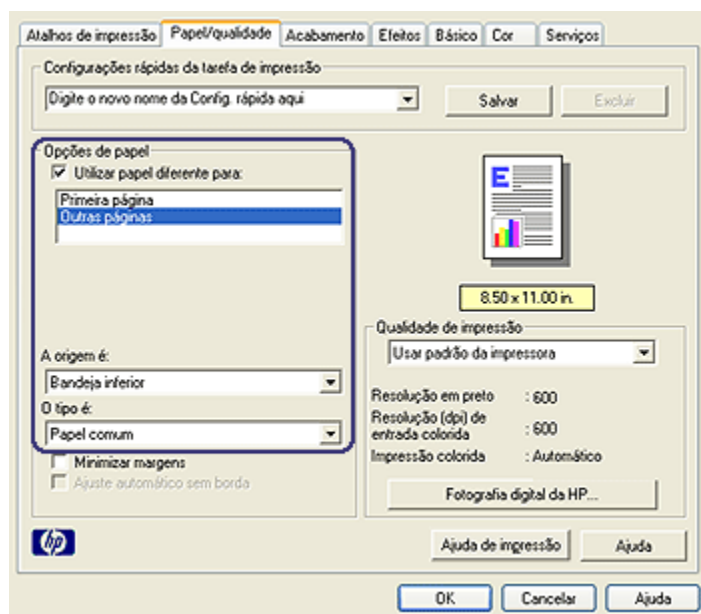 Atalhos de impressão Papel/qualidade Acabamento Efeitos Básico Cor Serviços
Configurações rápidas da tarefa de impressão
Digite o novo nome da Config. rápida aqui
Salvar
Excluir
Opções de papel
Utilizar papel diferente para:
Primeira página
Outras páginas
E
8.50 x 11.00 in.
A origem é:
Bandeja inferior
O tipo é:
Papel comum
Minimizar margens
Ajuste automático sem borda
Qualidade de impressão
Usar padrão da impressora
Resolução em preto : 600
Resolução (dpi) de
entrada colorida : 600
Impressão colorida : Automático
Fotografia digital da HP...
hp
Ajuda de impressão
Ajuda
OK
Cancelar
Ajuda